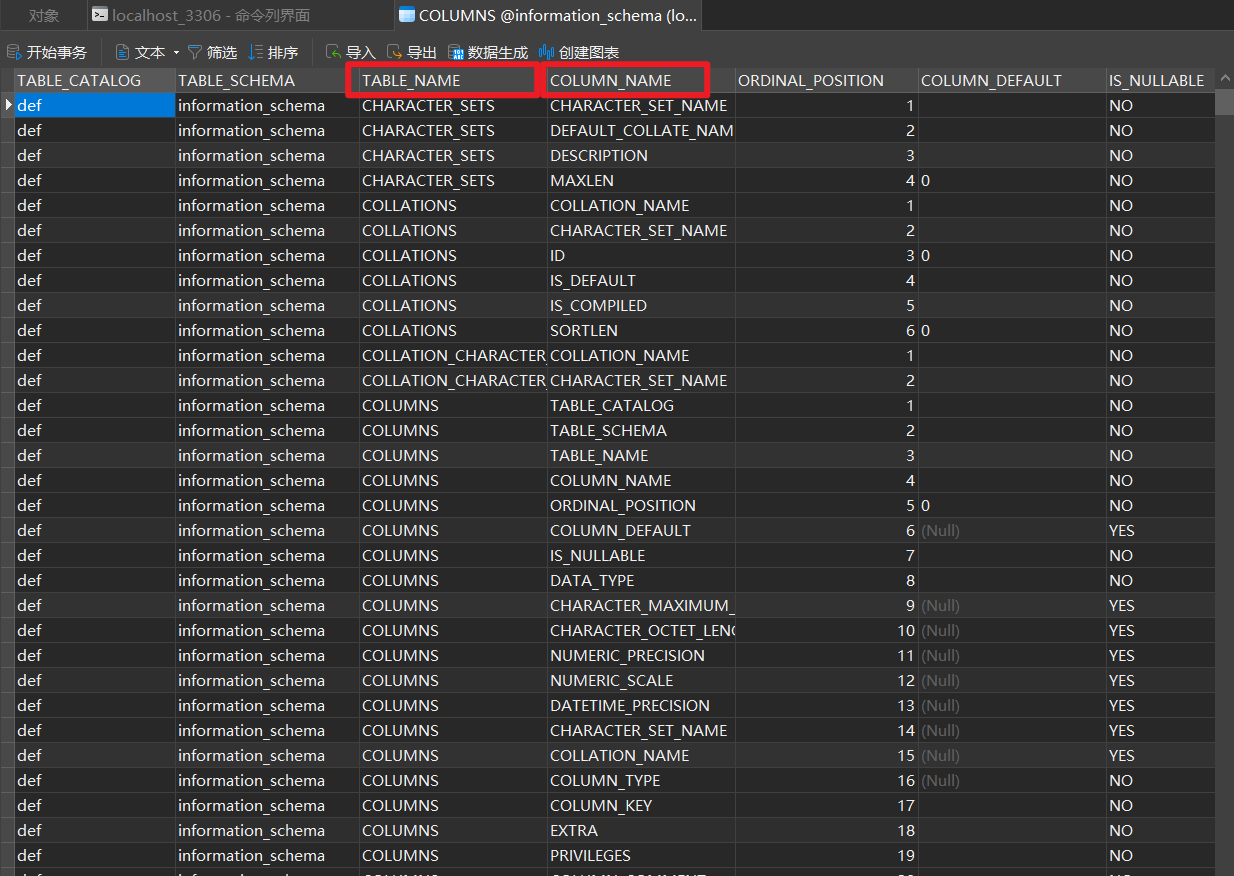 对象 localhost_3306 - 命令列界面 COLUMNS @information_schema (lo...
开始事务 文本 筛选 排序 导入 导出 数据生成 创建图表
TABLE_CATALOG TABLE_SCHEMA TABLE_NAME COLUMN_NAME ORDINAL_POSITION COLUMN_DEFAULT IS_NULLABLE
def information_schema CHARACTER_SETS CHARACTER_SET_NAME 1 NO
def information_schema CHARACTER_SETS DEFAULT_COLLATE_NAM 2 NO
def information_schema CHARACTER_SETS DESCRIPTION 3 NO
def information_schema CHARACTER_SETS MAXLEN 4 0 NO
def information_schema COLLATIONS COLLATION_NAME 1 NO
def information_schema COLLATIONS CHARACTER_SET_NAME 2 NO
def information_schema COLLATIONS ID 3 0 NO
def information_schema COLLATIONS IS_DEFAULT 4 NO
def information_schema COLLATIONS IS_COMPILED 5 NO
def information_schema COLLATIONS SORTLEN 6 0 NO
def information_schema COLLATION_CHARACTER_ COLLATION_NAME 1 NO
def information_schema COLLATION_CHARACTER_ CHARACTER_SET_NAME 2 NO
def information_schema COLUMNS TABLE_CATALOG 1 NO
def information_schema COLUMNS TABLE_SCHEMA 2 NO
def information_schema COLUMNS TABLE_NAME 3 NO
def information_schema COLUMNS COLUMN_NAME 4 NO
def information_schema COLUMNS ORDINAL_POSITION 5 0 NO
def information_schema COLUMNS COLUMN_DEFAULT 6 (Null) YES
def information_schema COLUMNS IS_NULLABLE 7 NO
def information_schema COLUMNS DATA_TYPE 8 NO
def information_schema COLUMNS CHARACTER_MAXIMUM_ 9 (Null) YES
def information_schema COLUMNS CHARACTER_OCTET_LENG 10 (Null) YES
def information_schema COLUMNS NUMERIC_PRECISION 11 (Null) YES
def information_schema COLUMNS NUMERIC_SCALE 12 (Null) YES
def information_schema COLUMNS DATETIME_PRECISION 13 (Null) YES
def information_schema COLUMNS CHARACTER_SET_NAME 14 (Null) YES
def information_schema COLUMNS COLLATION_NAME 15 (Null) YES
def information_schema COLUMNS COLUMN_TYPE 16 (Null) NO
def information_schema COLUMNS COLUMN_KEY 17 NO
def information_schema COLUMNS EXTRA 18 NO
def information_schema COLUMNS PRIVILEGES 19 NO